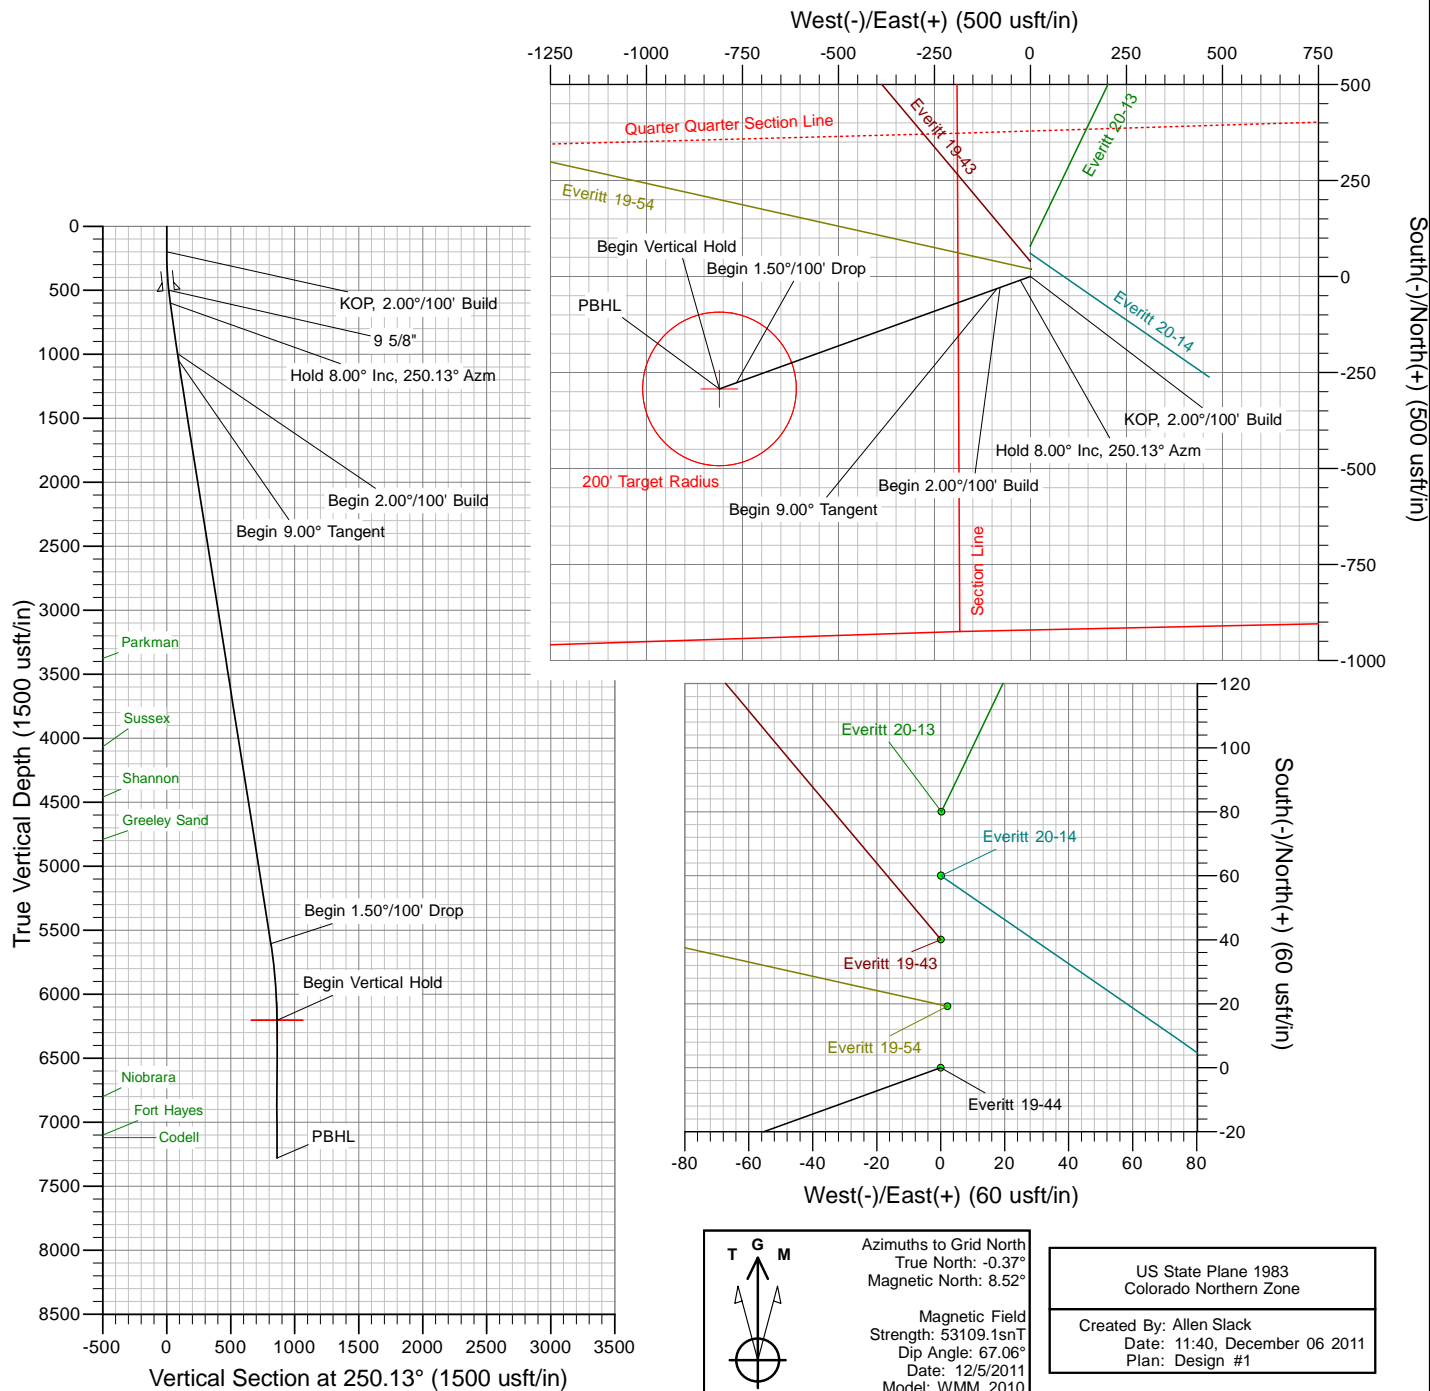 West(-)/East(+) (500 usft/in)
-1250 -1000 -750 -500 -250 0 250 500 750
500
250
0
-250
-500
-750
-1000
South(-)/North(+) (500 usft/in)
Quarter Quarter Section Line
Everitt 19-43
Everitt 20-13
Everitt 19-54
Everitt 20-14
Begin Vertical Hold
Begin 1.50°/100' Drop
PBHL
200' Target Radius
KOP, 2.00°/100' Build
Hold 8.00° Inc, 250.13° Azm
Begin 2.00°/100' Build
Begin 9.00° Tangent
Section Line
True Vertical Depth (1500 usft/in)
0
500
1000
1500
2000
2500
3000
3500
4000
4500
5000
5500
6000
6500
7000
7500
8000
8500
KOP, 2.00°/100' Build
9 5/8"
Hold 8.00° Inc, 250.13° Azm
Begin 2.00°/100' Build
Begin 9.00° Tangent
Parkman
Sussex
Shannon
Greeley Sand
Begin 1.50°/100' Drop
Begin Vertical Hold
Niobrara
Fort Hayes
Codell
PBHL
-500 0 500 1000 1500 2000 2500 3000 3500
Vertical Section at 250.13° (1500 usft/in)
Everitt 20-13
Everitt 20-14
Everitt 19-43
Everitt 19-54
Everitt 19-44
120
100
80
60
40
20
0
-20
South(-)/North(+) (60 usft/in)
-80 -60 -40 -20 0 20 40 60 80
West(-)/East(+) (60 usft/in)
T G M
Azimuths to Grid North
True North: -0.37°
Magnetic North: 8.52°
Magnetic Field
Strength: 53109.1snT
Dip Angle: 67.06°
Date: 12/5/2011
Model: WMM_2010
US State Plane 1983
Colorado Northern Zone
Created By: Allen Slack
Date: 11:40, December 06 2011
Plan: Design #1